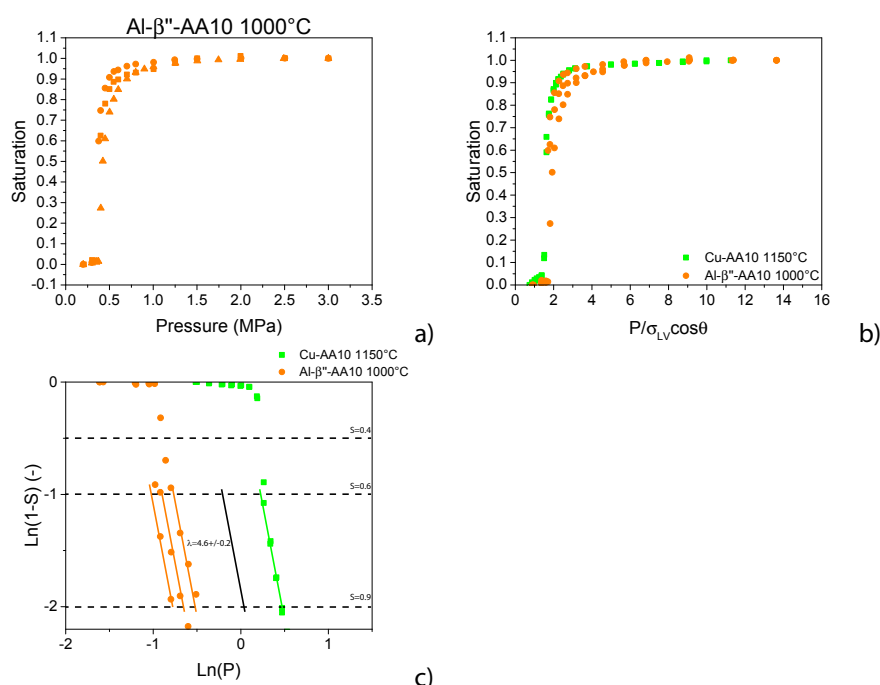 Al-β"-AA10 1000°C
Saturation
1.1
1.0
0.9
0.8
0.7
0.6
0.5
0.4
0.3
0.2
0.1
0.0
-0.1
0.0 0.5 1.0 1.5 2.0 2.5 3.0 3.5
Pressure (MPa)
a)
Saturation
1.1
1.0
0.9
0.8
0.7
0.6
0.5
0.4
0.3
0.2
0.1
0.0
Cu-AA10 1150°C
Al-β"-AA10 1000°C
0 2 4 6 8 10 12 14 16
P/σLVcosθ
b)
Cu-AA10 1150°C
Al-β"-AA10 1000°C
Ln(1-S) (-)
0
-1
-2
S=0.4
S=0.6
λ=4.6+/-0.2
S=0.9
-2 -1 0 1
Ln(P)
c)